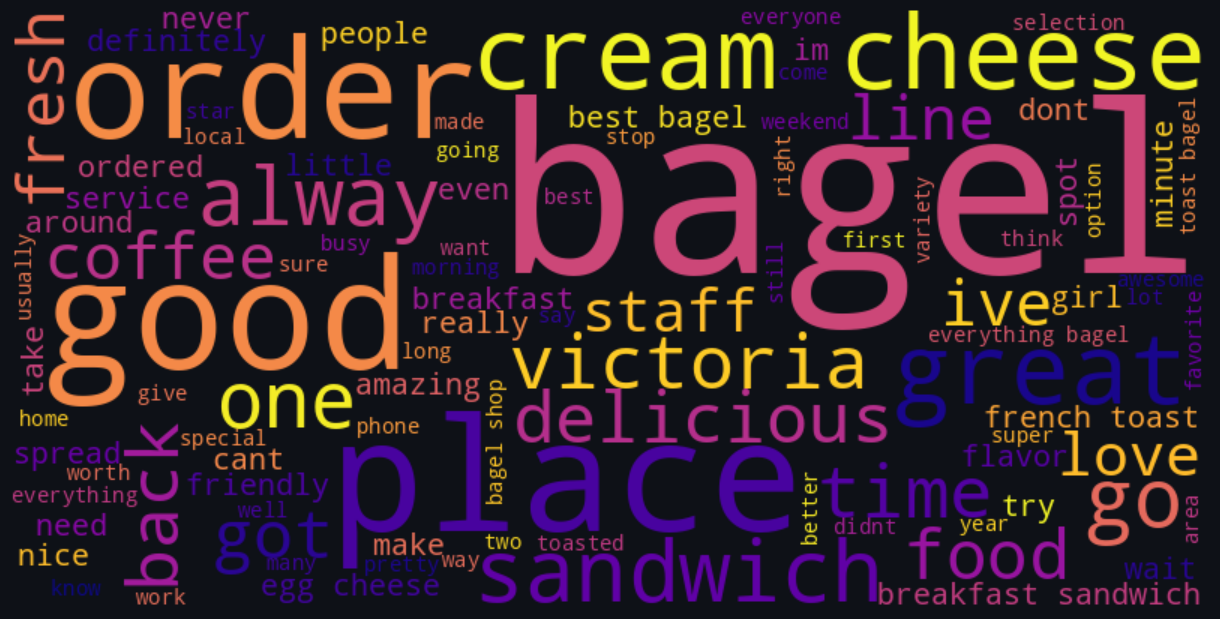 never
everyone
selection
fresh
definitely
people
cream cheese
im
come
order
star
local
made
best bagel
weekend
line
dont
stop
going
bagel
right
minute
toast bagel
ordered
little
alway
even
best
spot
option
service
around
variety
coffee
busy
want
first
think
usually
sure
morning
still
awesome
good
breakfast
say
staff
ive
girl
lot
favorite
really
everything bagel
take
long
victoria
great
give
one
amazing
bagel shop
home
phone
delicious
french toast
back
special
super
spread
cant
place
flavor
love
worth
everything
friendly
time
go
better
try
area
need
well
got
didnt
year
nice
make
way
two
toasted
food
many
pretty
sandwich
wait
know
work
egg cheese
breakfast sandwich